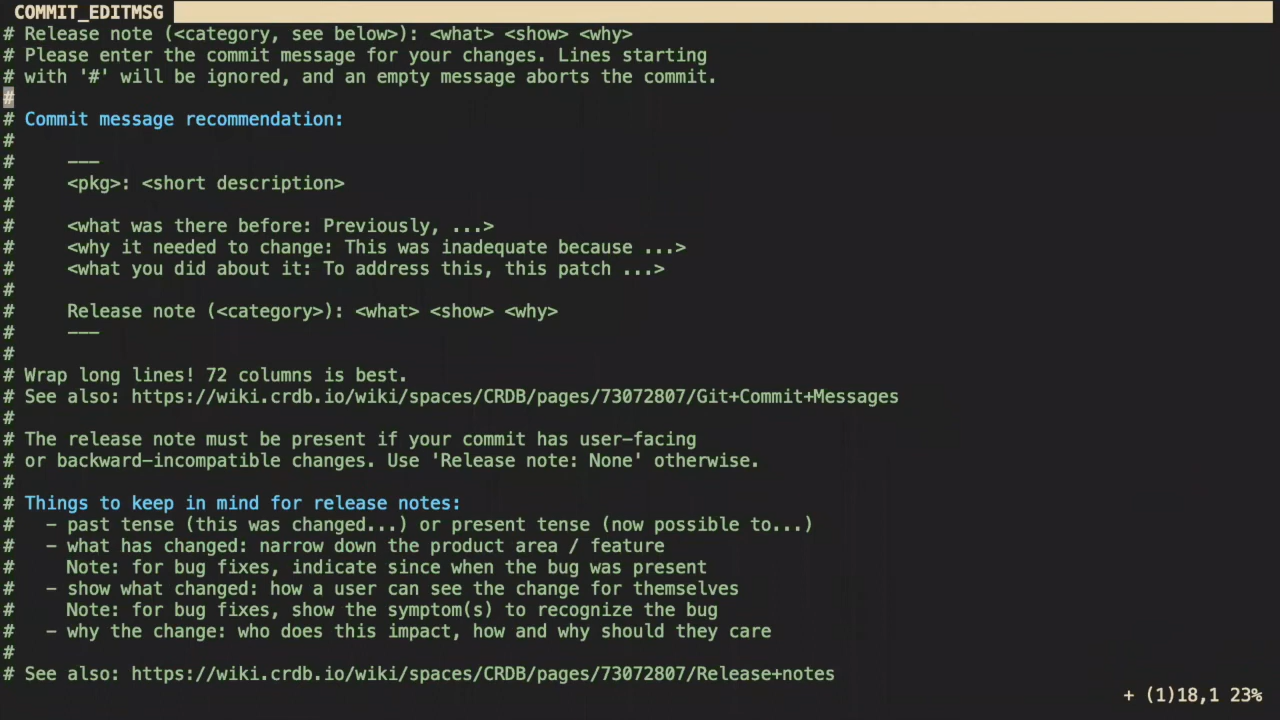 COMMIT_EDITMSG
# Release note (<category, see below>): <what> <show> <why>
# Please enter the commit message for your changes. Lines starting
# with '#' will be ignored, and an empty message aborts the commit.
#
# Commit message recommendation:
#
#     ---
#     <pkg>: <short description>
#
#     <what was there before: Previously, ...>
#     <why it needed to change: This was inadequate because ...>
#     <what you did about it: To address this, this patch ...>
#
#     Release note (<category>): <what> <show> <why>
#     ---
#
# Wrap long lines! 72 columns is best.
# See also: https://wiki.crdb.io/wiki/spaces/CRDB/pages/73072807/Git+Commit+Messages
#
# The release note must be present if your commit has user-facing
# or backward-incompatible changes. Use 'Release note: None' otherwise.
#
# Things to keep in mind for release notes:
#   - past tense (this was changed...) or present tense (now possible to...)
#   - what has changed: narrow down the product area / feature
#     Note: for bug fixes, indicate since when the bug was present
#   - show what changed: how a user can see the change for themselves
#     Note: for bug fixes, show the symptom(s) to recognize the bug
#   - why the change: who does this impact, how and why should they care
#
# See also: https://wiki.crdb.io/wiki/spaces/CRDB/pages/73072807/Release+notes
+ (1)18,1 23%